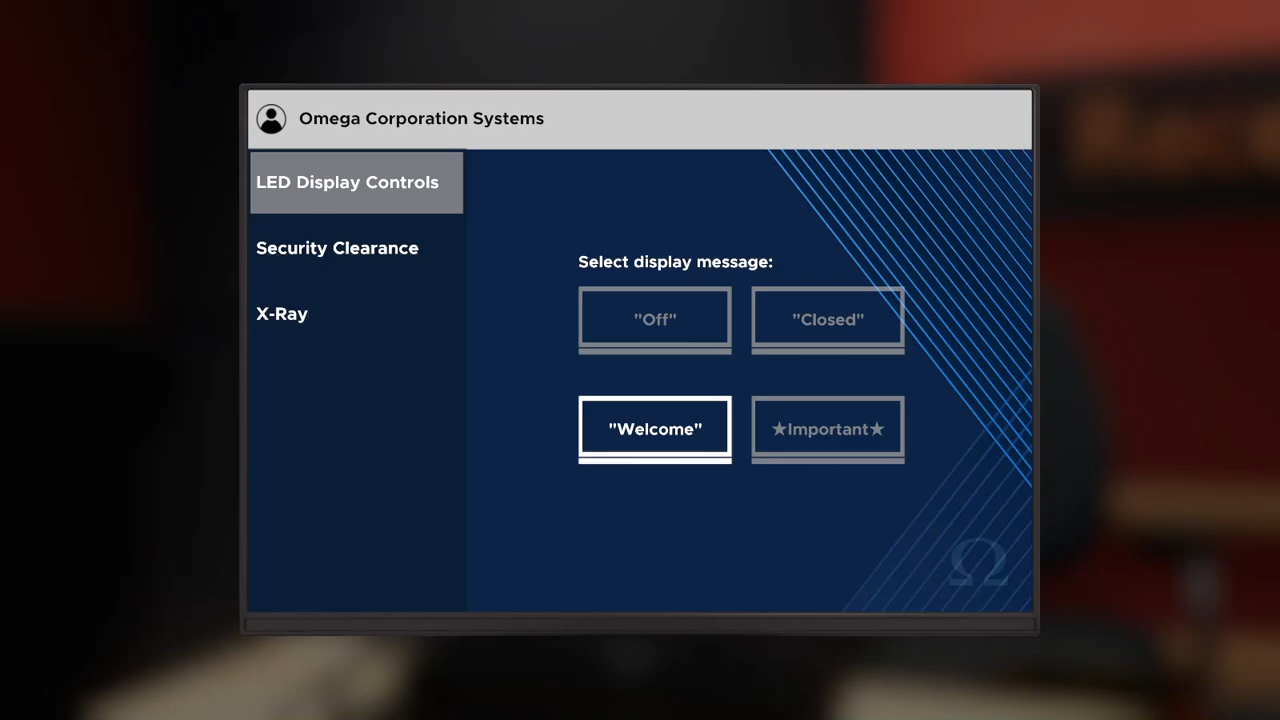 Omega Corporation Systems
LED Display Controls
Security Clearance
X-Ray
Select display message:
"Off"
"Closed"
"Welcome"
★Important★
Ω